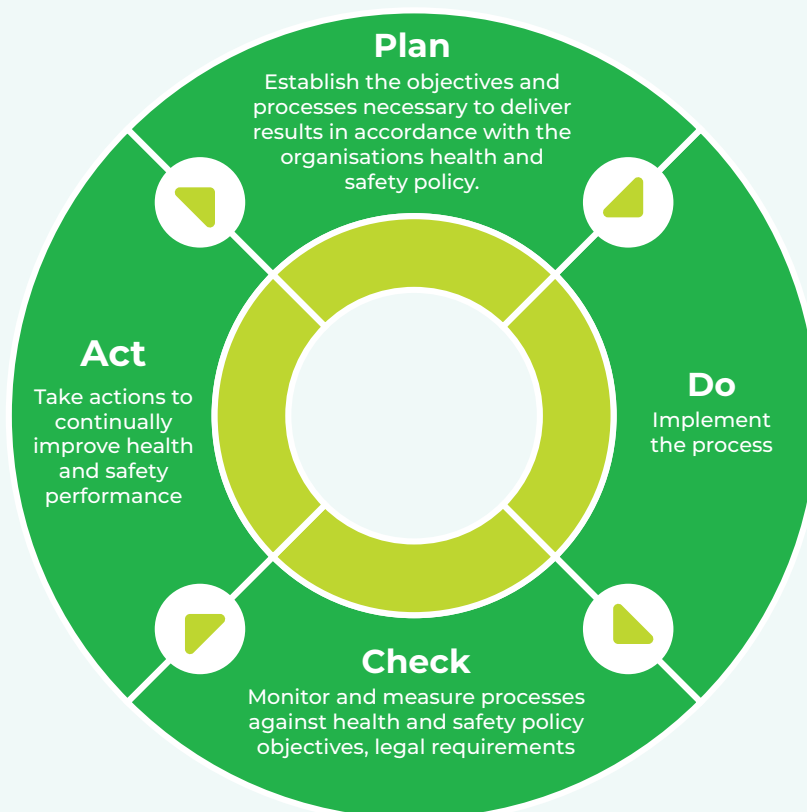 Plan
Establish the objectives and
processes necessary to deliver
results in accordance with the
organisations health and
safety policy.
Do
Implement
the process
Check
Monitor and measure processes
against health and safety policy
objectives, legal requirements
Act
Take actions to
continually
improve health
and safety
performance